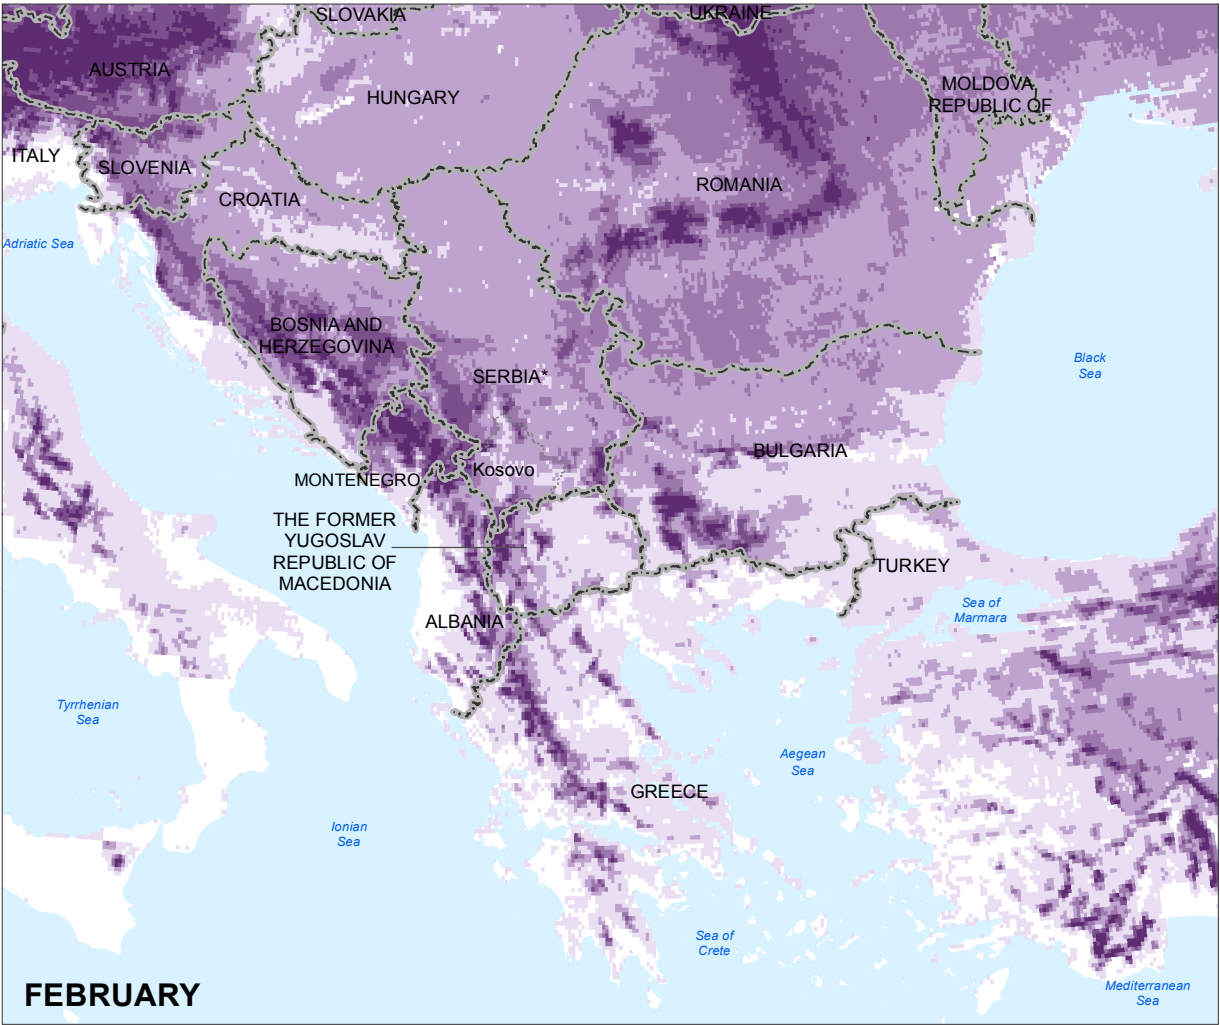 SLOVAKIA
UKRAINE
AUSTRIA
HUNGARY
MOLDOVA
REPUBLIC OF
ITALY
SLOVENIA
CROATIA
ROMANIA
Adriatic Sea
BOSNIA AND
HERZEGOVINA
Black
Sea
SERBIA*
BULGARIA
MONTENEGRO
Kosovo
THE FORMER
YUGOSLAV
REPUBLIC OF
MACEDONIA
TURKEY
ALBANIA
Sea of
Marmara
Tyrrhenian
Sea
Aegean
Sea
GREECE
Ionian
Sea
Sea of
Crete
FEBRUARY
Mediterranean
Sea